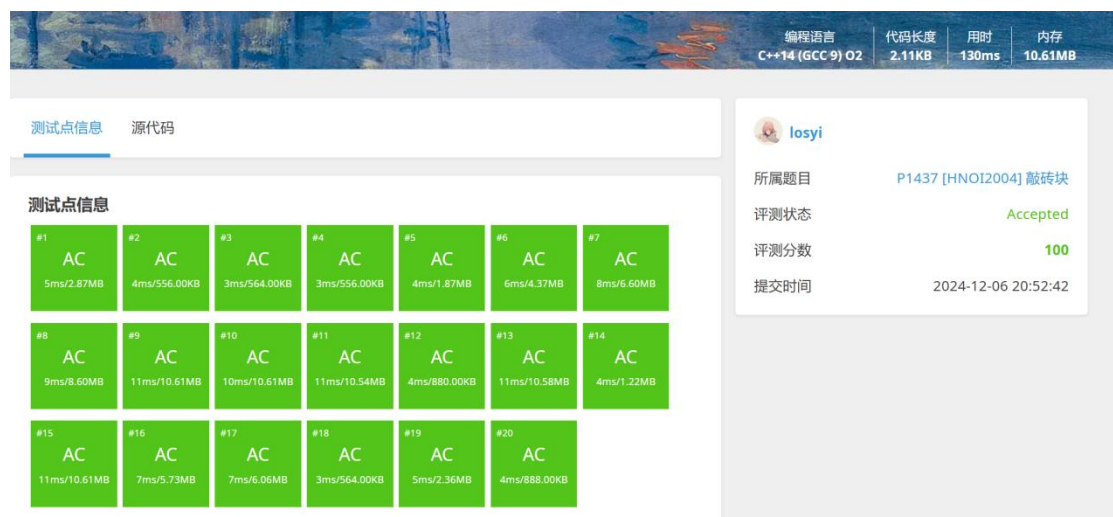 编程语言 代码长度 用时 内存
C++14 (GCC 9) O2 2.11KB 130ms 10.61MB
测试点信息 源代码
losyi
所属题目 P1437 [HNOI2004] 敲砖块
评测状态 Accepted
评测分数 100
提交时间 2024-12-06 20:52:42
测试点信息
#1 #2 #3 #4 #5 #6 #7
AC AC AC AC AC AC AC
5ms/2.87MB 4ms/556.00KB 3ms/564.00KB 3ms/556.00KB 4ms/1.87MB 6ms/4.37MB 8ms/6.60MB
#8 #9 #10 #11 #12 #13 #14
AC AC AC AC AC AC AC
9ms/8.60MB 11ms/10.61MB 10ms/10.61MB 11ms/10.54MB 4ms/880.00KB 11ms/10.58MB 4ms/1.22MB
#15 #16 #17 #18 #19 #20
AC AC AC AC AC AC
11ms/10.61MB 7ms/5.73MB 7ms/6.06MB 3ms/564.00KB 5ms/2.36MB 4ms/888.00KB